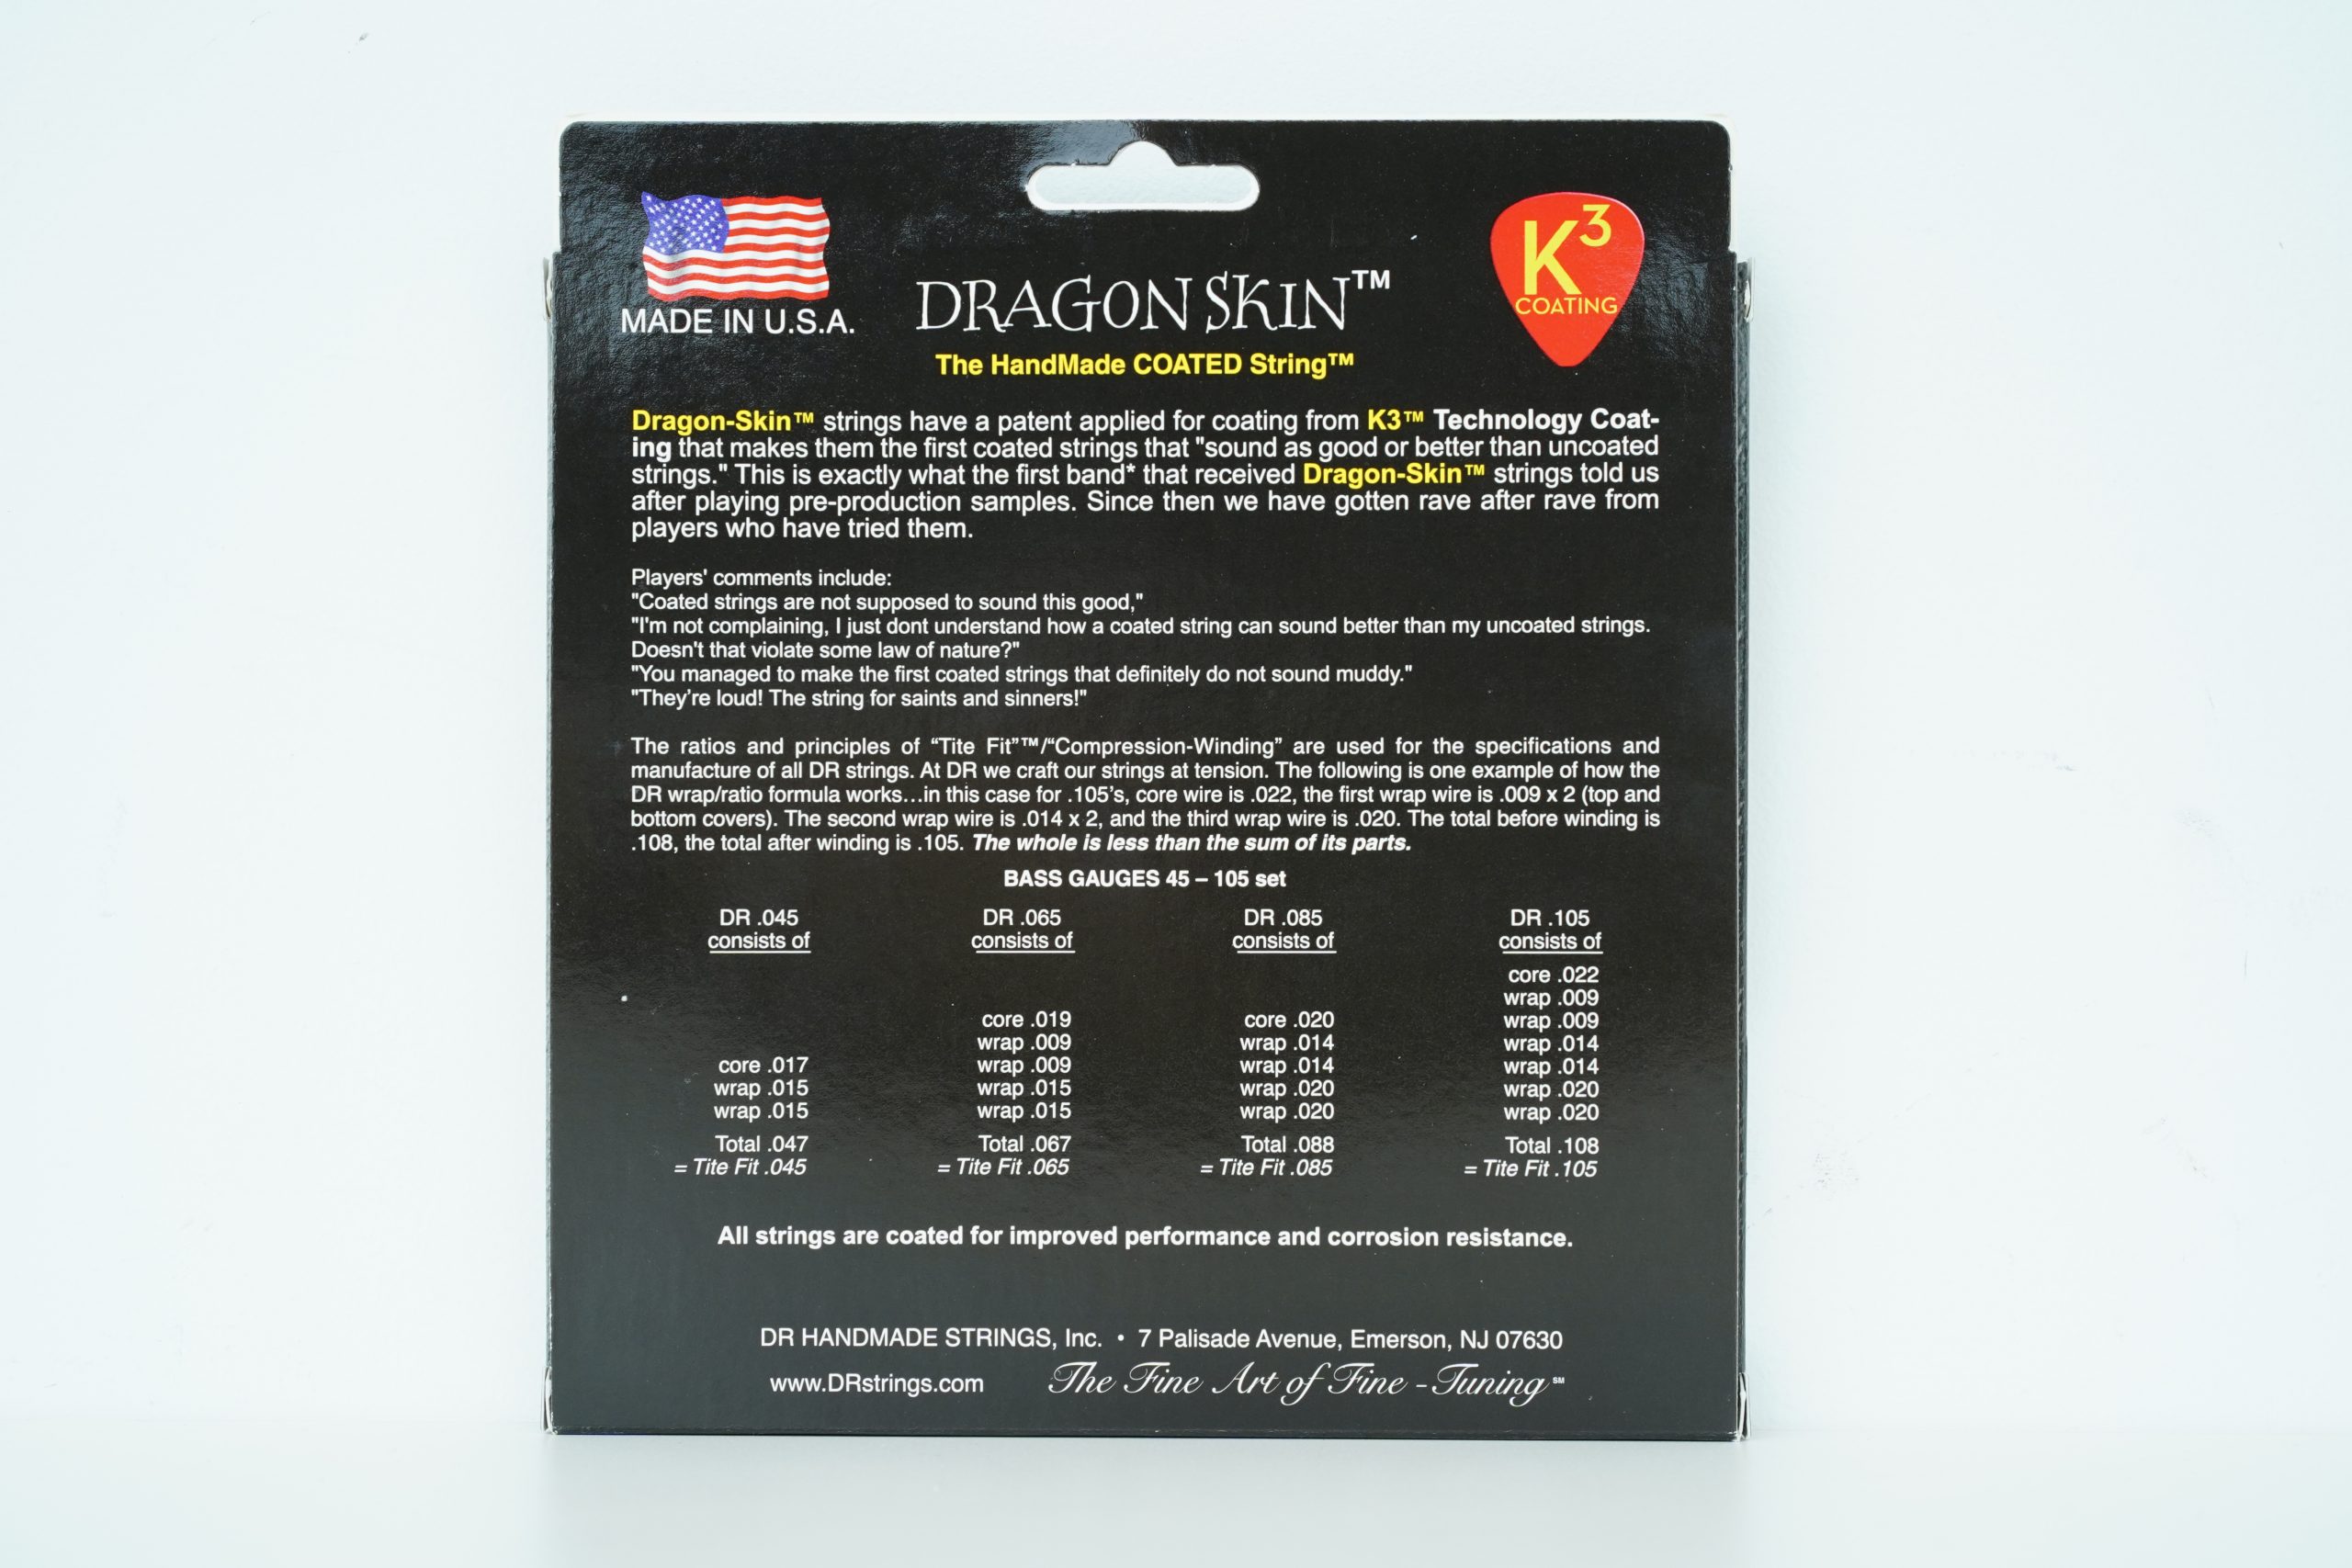 MADE IN U.S.A.
K3
COATING
DRAGON SKIN™
The HandMade COATED String™
Dragon-Skin™ strings have a patent applied for coating from K3™ Technology Coat-
ing that makes them the first coated strings that "sound as good or better than uncoated
strings." This is exactly what the first band* that received Dragon-Skin™ strings told us
after playing pre-production samples. Since then we have gotten rave after rave from
players who have tried them.
Players' comments include:
"Coated strings are not supposed to sound this good,"
"I'm not complaining, I just dont understand how a coated string can sound better than my uncoated strings.
Doesn't that violate some law of nature?"
"You managed to make the first coated strings that definitely do not sound muddy."
"They’re loud! The string for saints and sinners!"
The ratios and principles of “Tite Fit”™/“Compression-Winding” are used for the specifications and
manufacture of all DR strings. At DR we craft our strings at tension. The following is one example of how the
DR wrap/ratio formula works…in this case for .105’s, core wire is .022, the first wrap wire is .009 x 2 (top and
bottom covers). The second wrap wire is .014 x 2, and the third wrap wire is .020. The total before winding is
.108, the total after winding is .105. The whole is less than the sum of its parts.
BASS GAUGES 45 – 105 set
DR .045
consists of
core .017
wrap .015
wrap .015
Total .047
= Tite Fit .045
DR .065
consists of
core .019
wrap .009
wrap .009
wrap .015
wrap .015
Total .067
= Tite Fit .065
DR .085
consists of
core .020
wrap .014
wrap .014
wrap .020
wrap .020
Total .088
= Tite Fit .085
DR .105
consists of
core .022
wrap .009
wrap .009
wrap .014
wrap .014
wrap .020
wrap .020
Total .108
= Tite Fit .105
All strings are coated for improved performance and corrosion resistance.
DR HANDMADE STRINGS, Inc. • 7 Palisade Avenue, Emerson, NJ 07630
www.DRstrings.com The Fine Art of Fine-Tuning℠